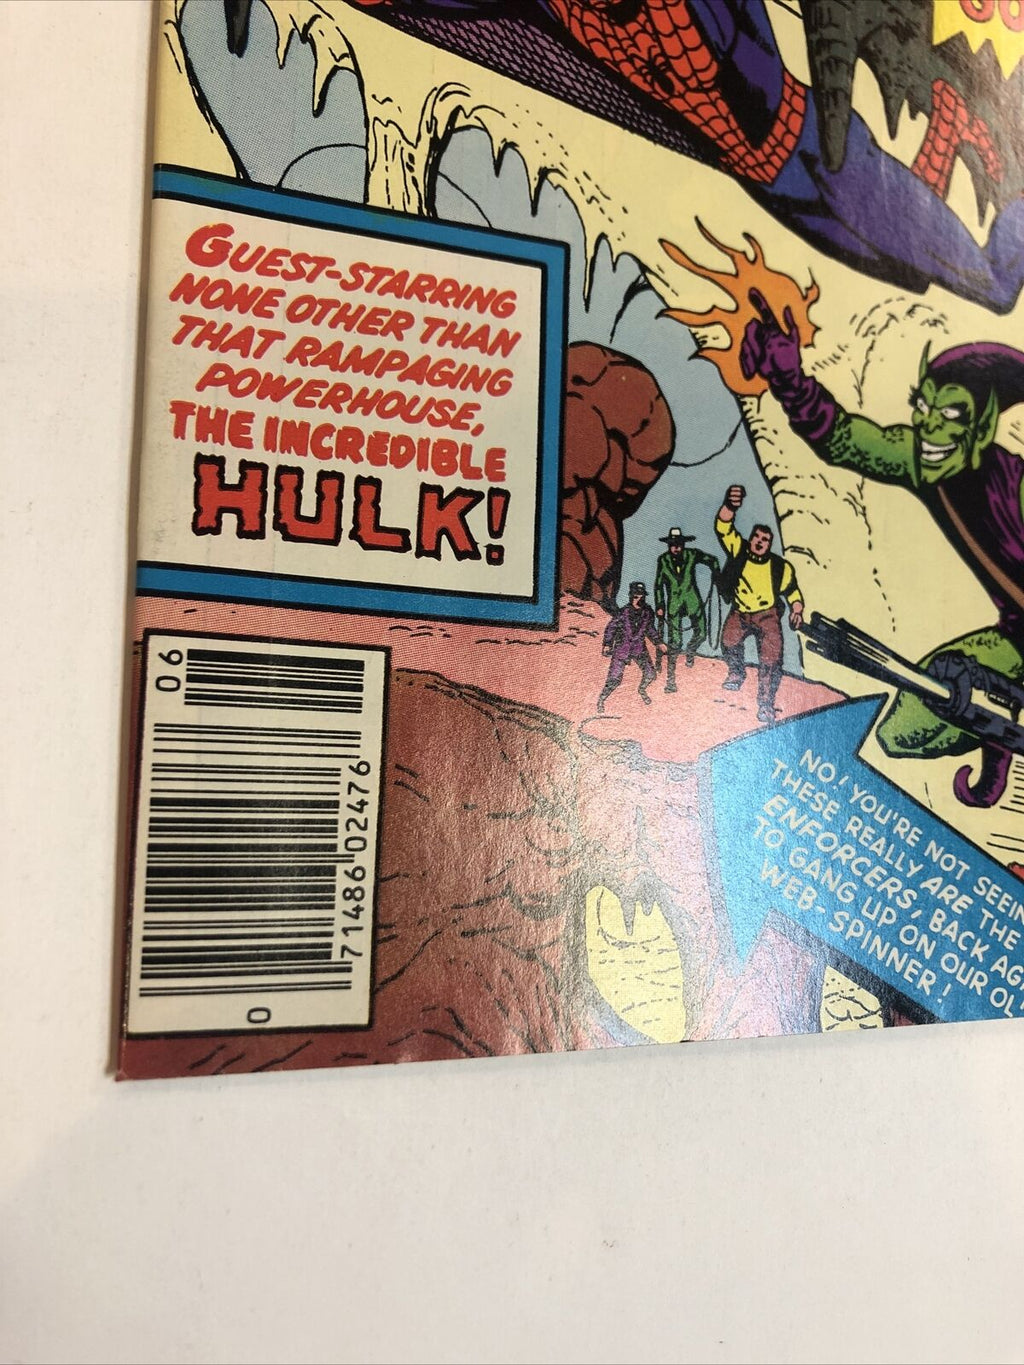 GO
GUEST-STARRING
NONE OTHER THAN
THAT RAMPAGING
POWERHOUSE,
THE INCREDIBLE
HULK!
06
71486 02476
0
NO! YOU'RE NOT SEEIN
THESE REALLY ARE THE
ENFORCERS, BACK AG
TO GANG UP ON OUR OL'
WEB-SPINNER!